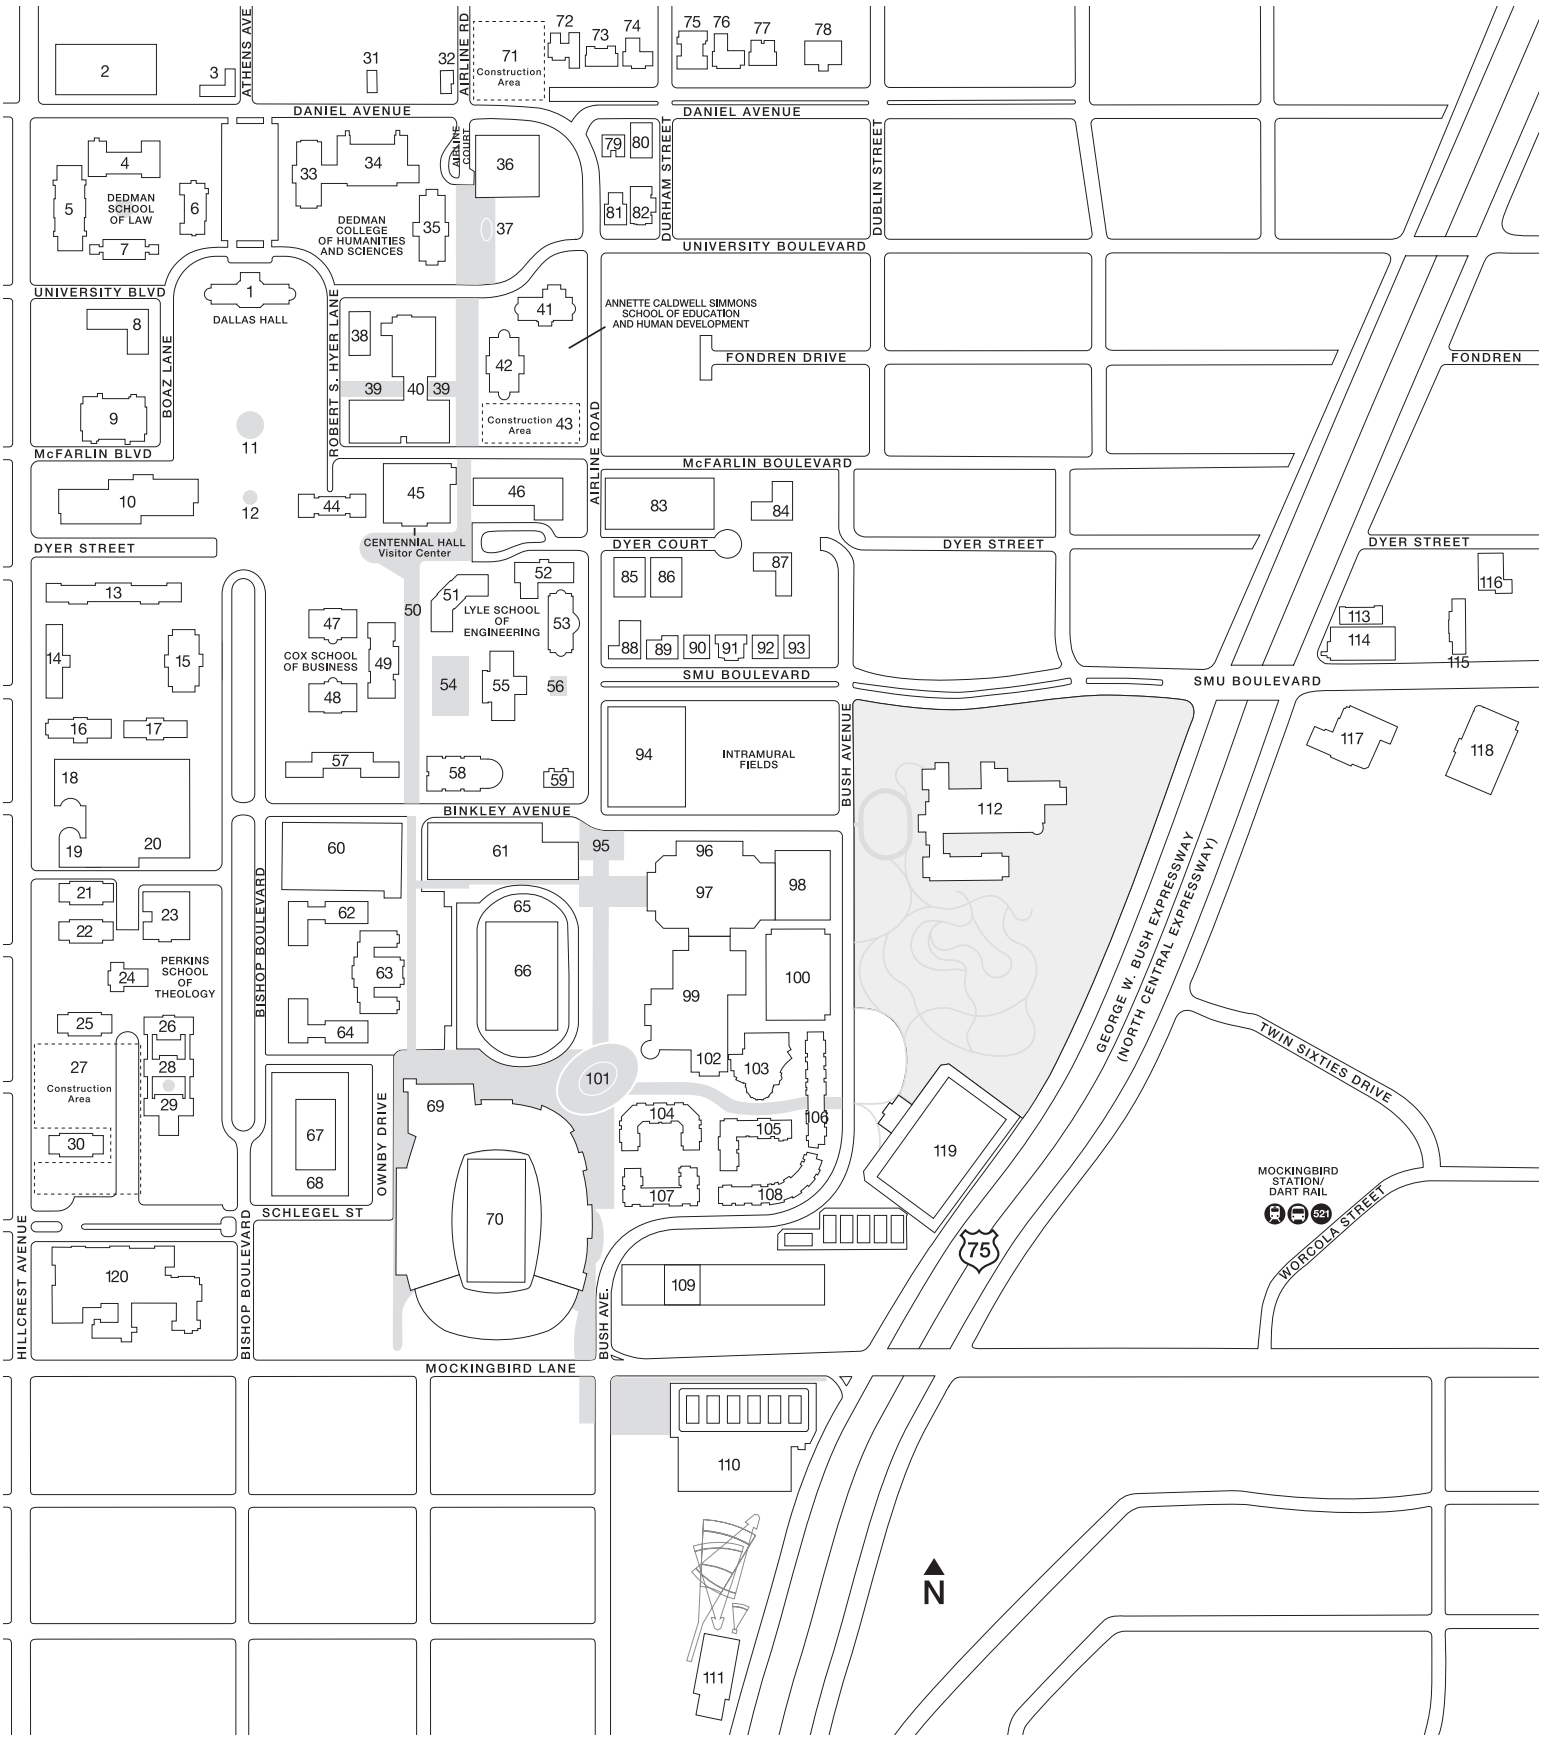 72
73
74
75
76
77
78
2
3
ATHENS AVE
31
32
AIRLINE RD
71
Construction
Area
DANIEL AVENUE
DANIEL AVENUE
4
5
6
7
DEDMAN
SCHOOL
OF LAW
33
34
35
DEDMAN
COLLEGE
OF HUMANITIES
AND SCIENCES
AIRLINE
COURT
36
37
79
80
81
82
DURHAM STREET
DUBLIN STREET
UNIVERSITY BOULEVARD
UNIVERSITY BLVD
1
DALLAS HALL
8
9
BOAZ LANE
ROBERT S. HYER LANE
38
39
40
39
41
42
ANNETTE CALDWELL SIMMONS
SCHOOL OF EDUCATION
AND HUMAN DEVELOPMENT
FONDREN DRIVE
FONDREN
Construction
Area
43
AIRLINE ROAD
11
12
McFARLIN BLVD
McFARLIN BOULEVARD
10
44
45
46
83
84
CENTENNIAL HALL
Visitor Center
DYER STREET
DYER COURT
DYER STREET
DYER STREET
13
14
15
16
17
47
48
49
COX SCHOOL
OF BUSINESS
50
51
52
53
LYLE SCHOOL
OF
ENGINEERING
54
55
56
57
58
59
85
86
87
88
89
90
91
92
93
113
114
115
116
SMU BOULEVARD
SMU BOULEVARD
94
INTRAMURAL
FIELDS
BUSH AVENUE
112
117
118
18
19
20
BINKLEY AVENUE
60
61
95
96
97
98
21
22
23
24
25
26
PERKINS
SCHOOL
OF
THEOLOGY
BISHOP BOULEVARD
62
63
64
65
66
99
100
GEORGE W. BUSH EXPRESSWAY
(NORTH CENTRAL EXPRESSWAY)
TWIN SIXTIES DRIVE
27
Construction
Area
28
29
30
67
68
OWNBY DRIVE
69
70
101
102
103
104
105
106
107
108
119
SCHLEGEL ST
MOCKINGBIRD
STATION/
DART RAIL
521
WORCOLA STREET
75
HILLCREST AVENUE
120
BISHOP BOULEVARD
BUSH AVE.
109
MOCKINGBIRD LANE
110
111
N